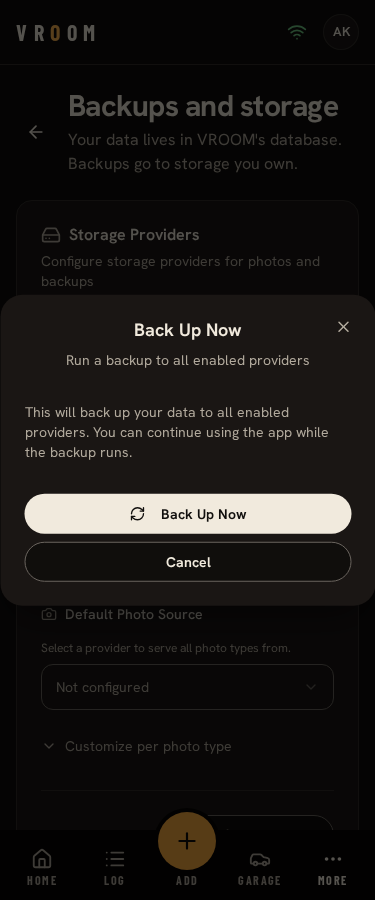 VROOM
AK
Backups and storage
Your data lives in VROOM's database.
Backups go to storage you own.
Storage Providers
Configure storage providers for photos and
backups
Back Up Now
Run a backup to all enabled providers
This will back up your data to all enabled
providers. You can continue using the app while
the backup runs.
Back Up Now
Cancel
Default Photo Source
Select a provider to serve all photo types from.
Not configured
Customize per photo type
HOME
LOG
ADD
GARAGE
MORE